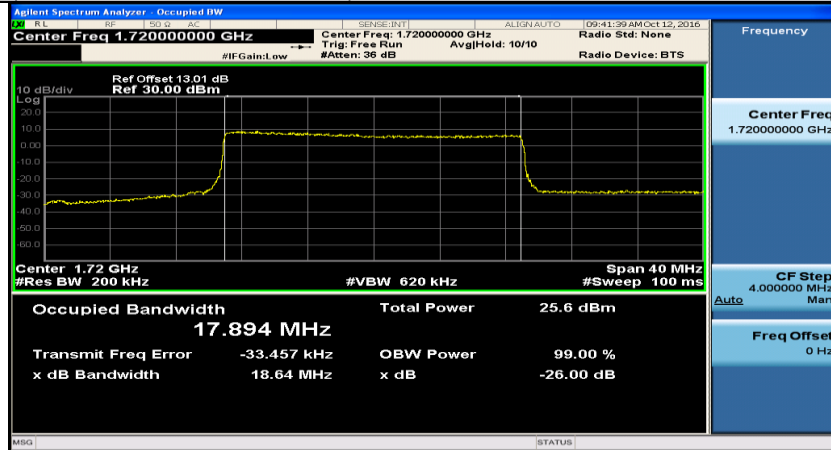 Agilent Spectrum Analyzer - Occupied BW
LXI RL RF 50 Ω AC SENSE:INT ALIGN AUTO 09:41:39 AM Oct 12, 2016
Center Freq 1.720000000 GHz Center Freq: 1.720000000 GHz Radio Std: None
Trig: Free Run Avg|Hold: 10/10
#IFGain:Low #Atten: 36 dB Radio Device: BTS
Frequency
Ref Offset 13.01 dB
10 dB/div Ref 30.00 dBm
Log
20.0
10.0
0.00
-10.0
-20.0
-30.0
-40.0
-50.0
-60.0
Center 1.72 GHz Span 40 MHz
#Res BW 200 kHz #VBW 620 kHz #Sweep 100 ms
Occupied Bandwidth Total Power 25.6 dBm
17.894 MHz
Transmit Freq Error -33.457 kHz OBW Power 99.00 %
x dB Bandwidth 18.64 MHz x dB -26.00 dB
Center Freq
1.720000000 GHz
CF Step
4.000000 MHz
Auto Man
Freq Offset
0 Hz
MSG STATUS